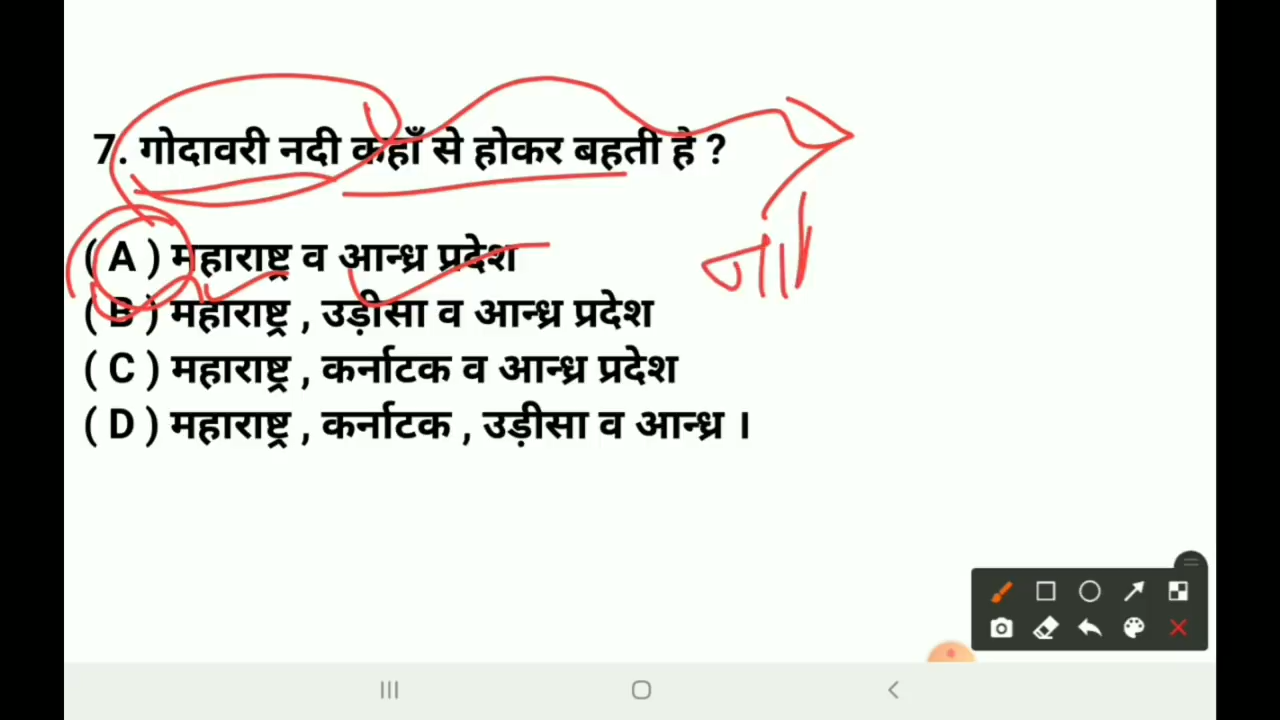 7. गोदावरी नदी कहाँ से होकर बहती है ?
( A ) महाराष्ट्र व आन्ध्र प्रदेश
( B ) महाराष्ट्र , उड़ीसा व आन्ध्र प्रदेश
( C ) महाराष्ट्र , कर्नाटक व आन्ध्र प्रदेश
( D ) महाराष्ट्र , कर्नाटक , उड़ीसा व आन्ध्र ।